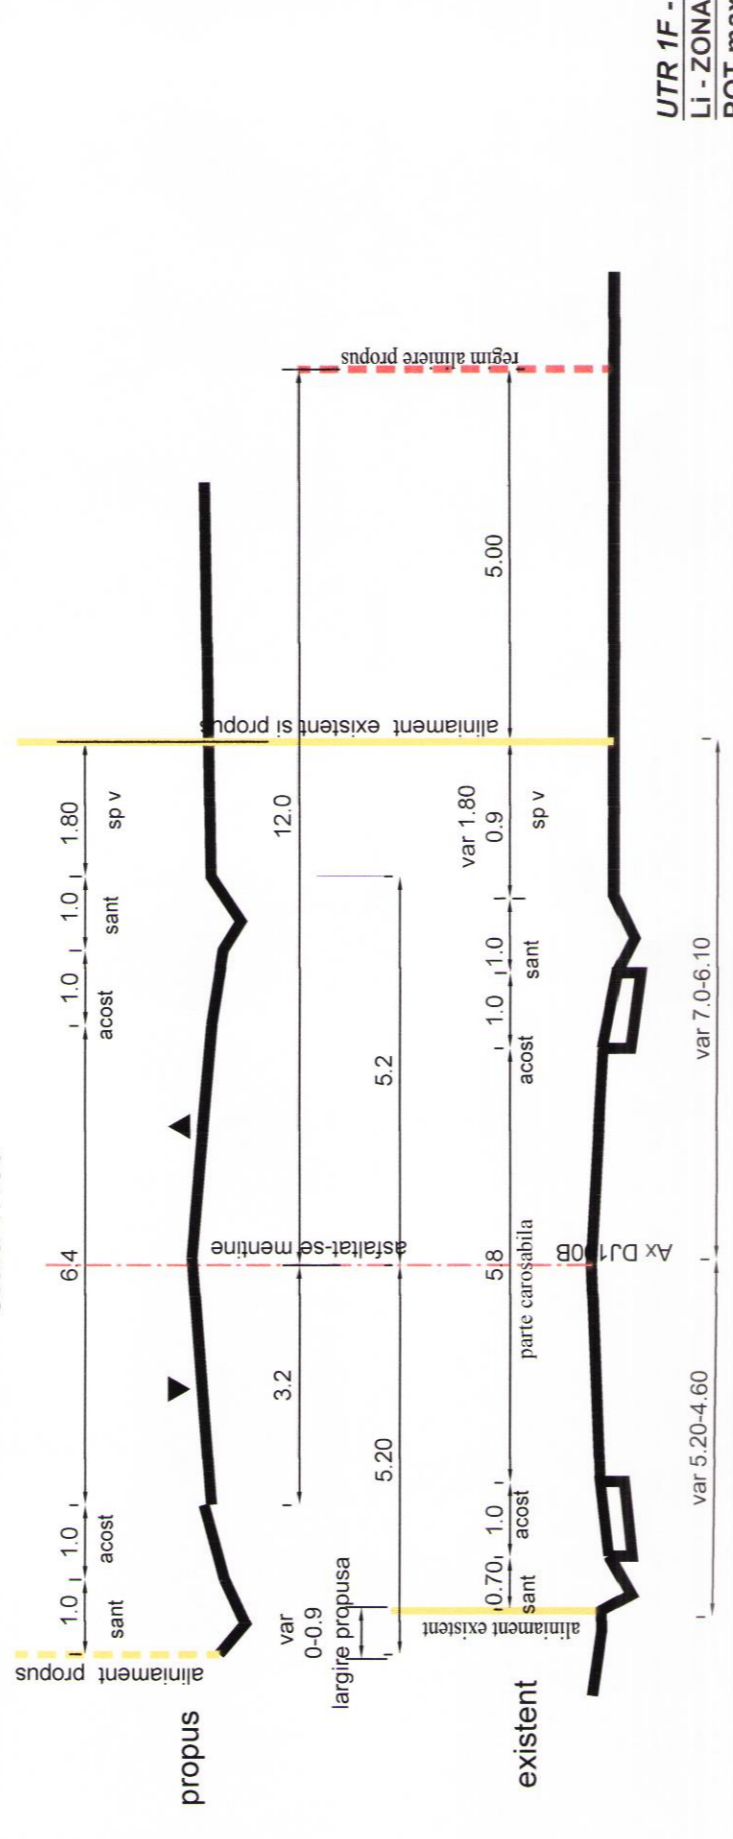 propus
aliniament propus
1.0
sant
1.0
acost
6.4
1.0
acost
1.0
sant
1.80
sp v
var
0-0.9
largire propusa
3.2
12.0
5.20
5.2
asfaltat-se mentine
aliniament existent si propus
regim aliniere propus
existent
aliniament existent
0.70
sant
1.0
acost
5.8
parte carosabila
1.0
acost
1.0
sant
var 1.80
0.9
sp v
5.00
Ax DJ100B
var 5.20-4.60
var 7.0-6.10
UTR 1F -
Li - ZONA
POT max